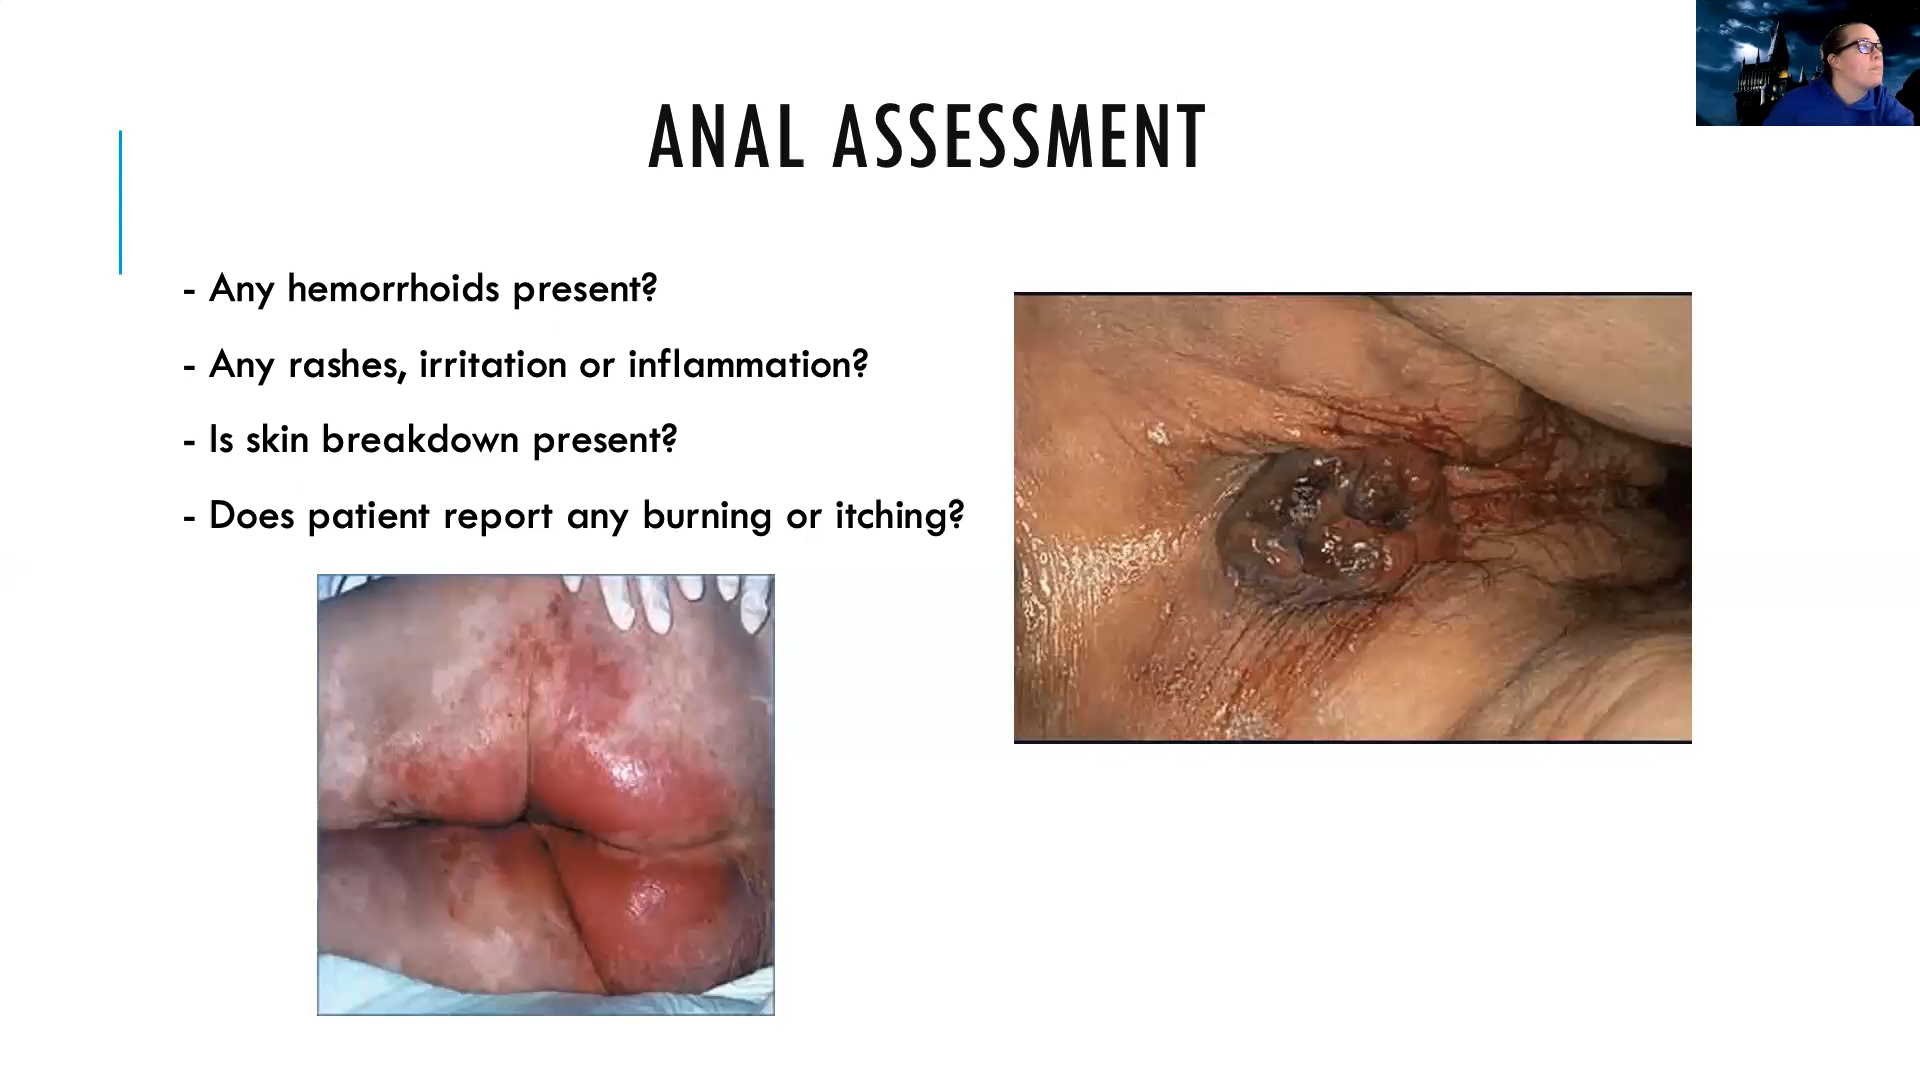 ANAL ASSESSMENT
- Any hemorrhoids present?
- Any rashes, irritation or inflammation?
- Is skin breakdown present?
- Does patient report any burning or itching?